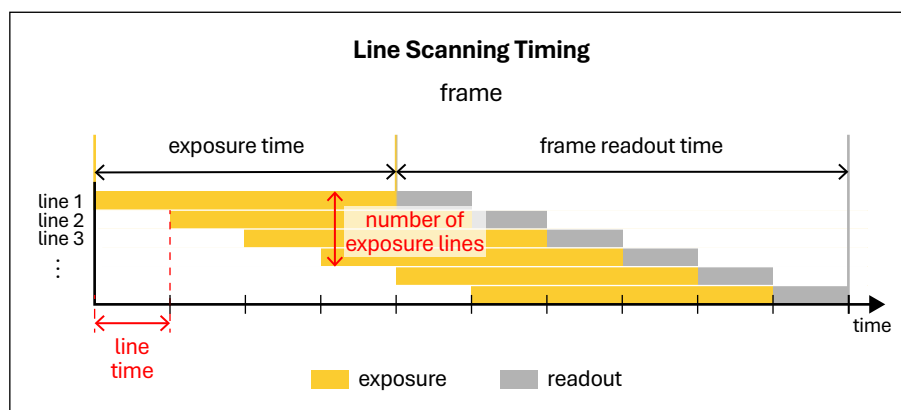 Line Scanning Timing
frame
exposure time
frame readout time
line 1
line 2
line 3
...
number of
exposure lines
time
line
time
exposure
readout